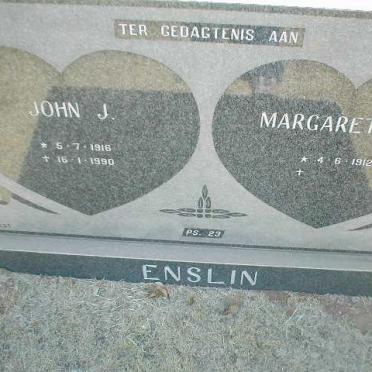 TER GEDAGTENIS AAN
JOHN J.
* 5·7·1916
† 16·1·1990
MARGARET
* 4·6·1912
†
PS. 23
ENSLIN